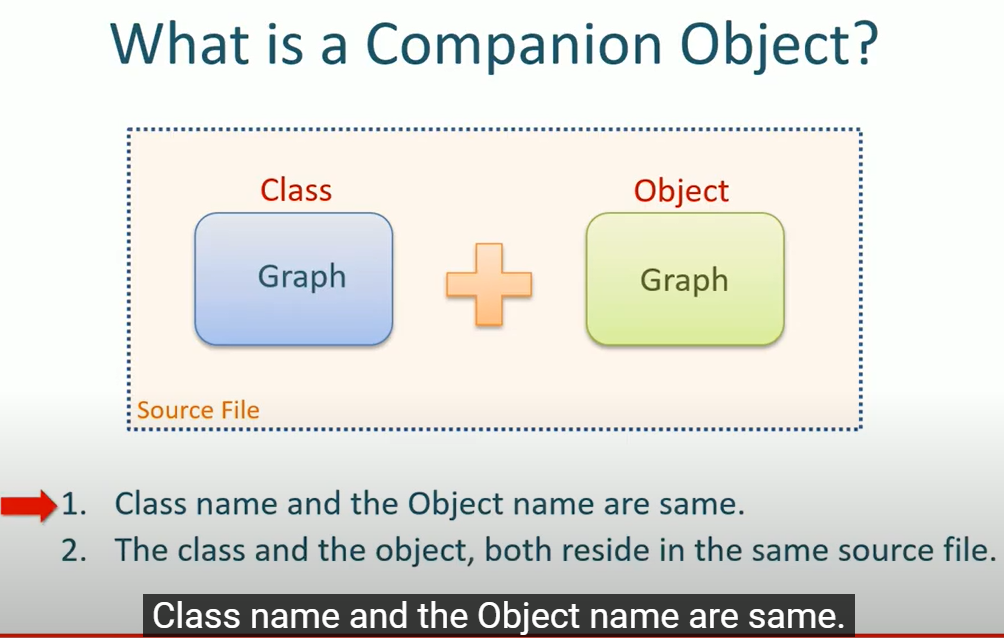 What is a Companion Object?
Class
Object
Graph
Graph
Source File
1. Class name and the Object name are same.
2. The class and the object, both reside in the same source file.
Class name and the Object name are same.